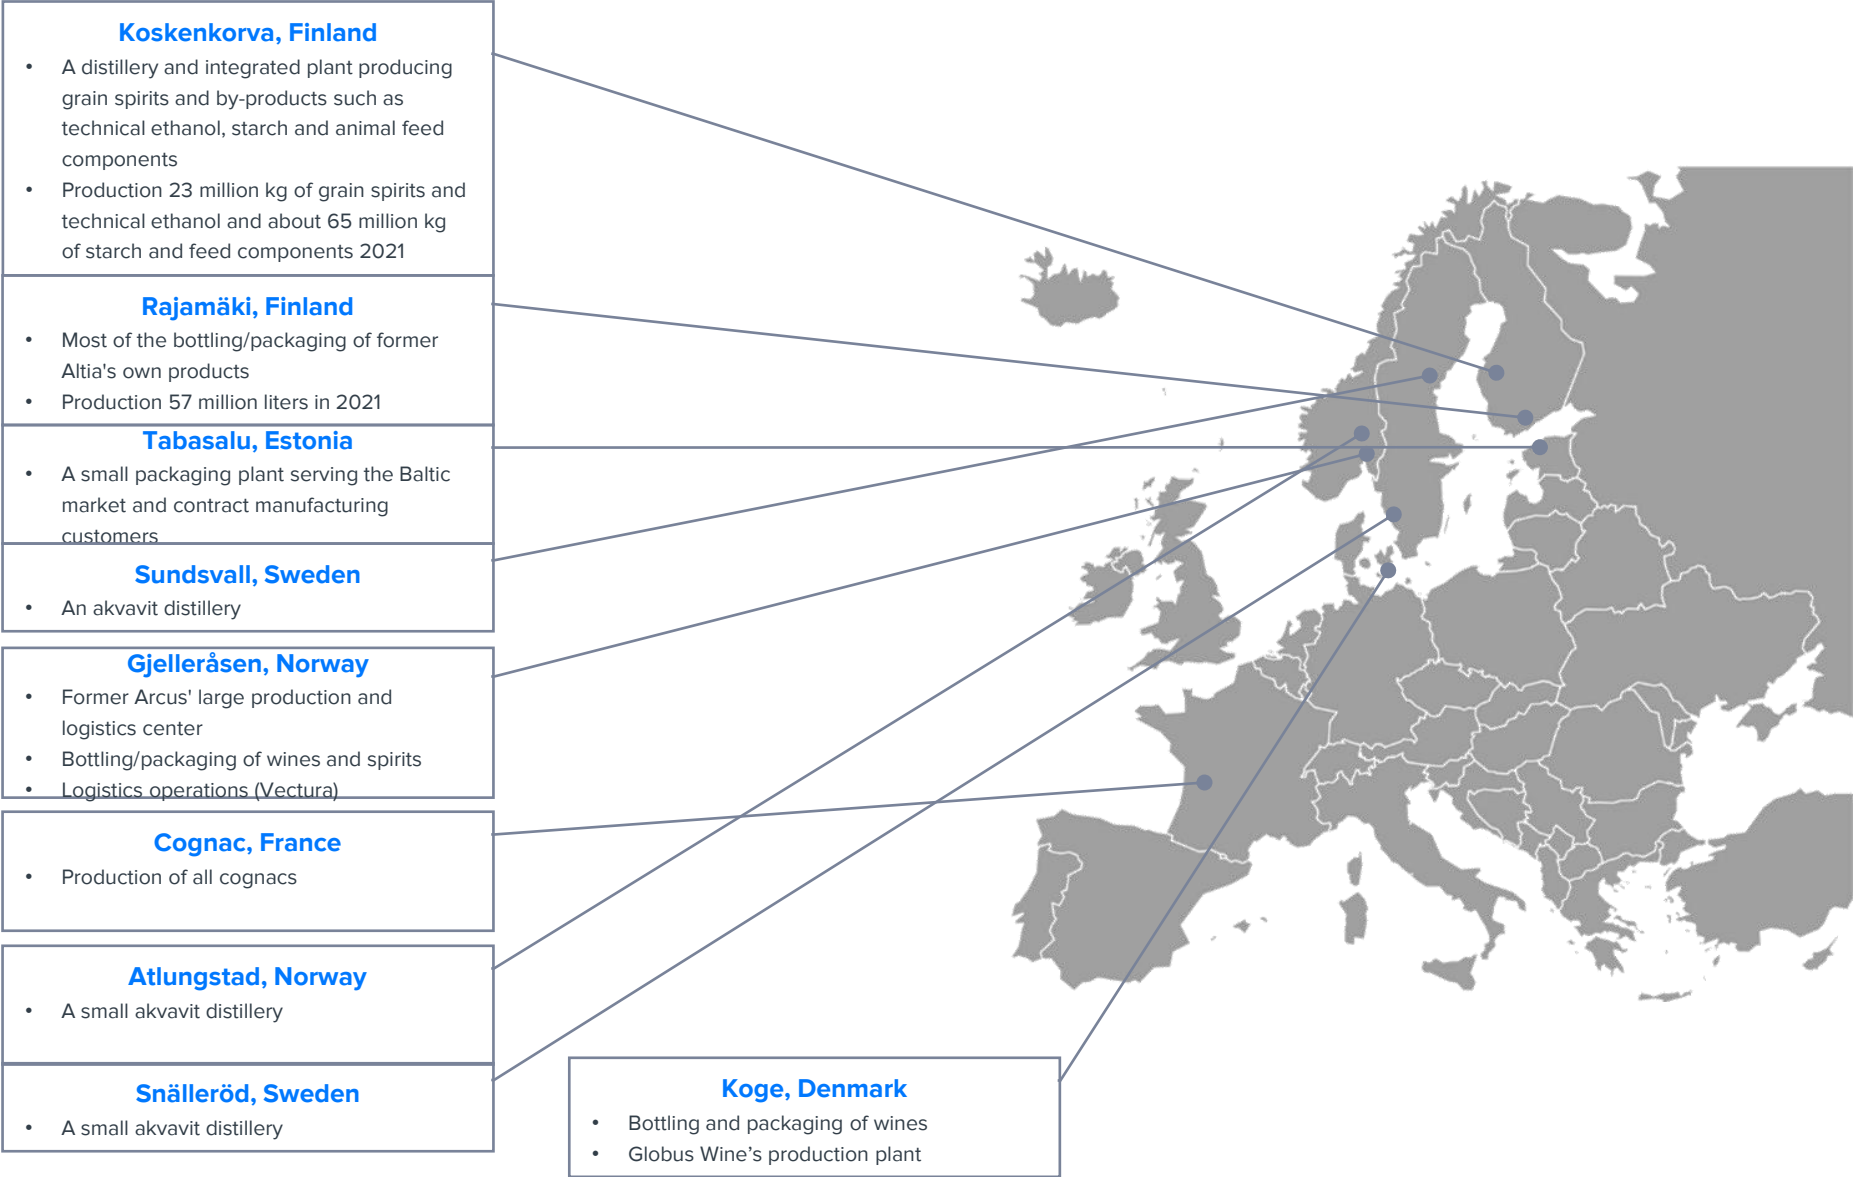 Koskenkorva, Finland
• A distillery and integrated plant producing
grain spirits and by-products such as
technical ethanol, starch and animal feed
components
• Production 23 million kg of grain spirits and
technical ethanol and about 65 million kg
of starch and feed components 2021
Rajamäki, Finland
• Most of the bottling/packaging of former
Altia's own products
• Production 57 million liters in 2021
Tabasalu, Estonia
• A small packaging plant serving the Baltic
market and contract manufacturing
customers
Sundsvall, Sweden
• An akvavit distillery
Gjelleråsen, Norway
• Former Arcus' large production and
logistics center
• Bottling/packaging of wines and spirits
• Logistics operations (Vectura)
Cognac, France
• Production of all cognacs
Atlungstad, Norway
• A small akvavit distillery
Snälleröd, Sweden
• A small akvavit distillery
Koge, Denmark
• Bottling and packaging of wines
• Globus Wine’s production plant